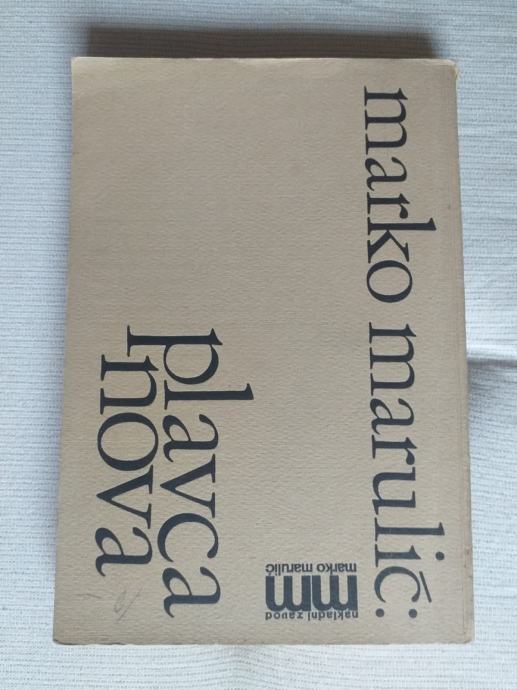 marko marulić:
plavca
nova
nakladni zavod
mm
marko marulić